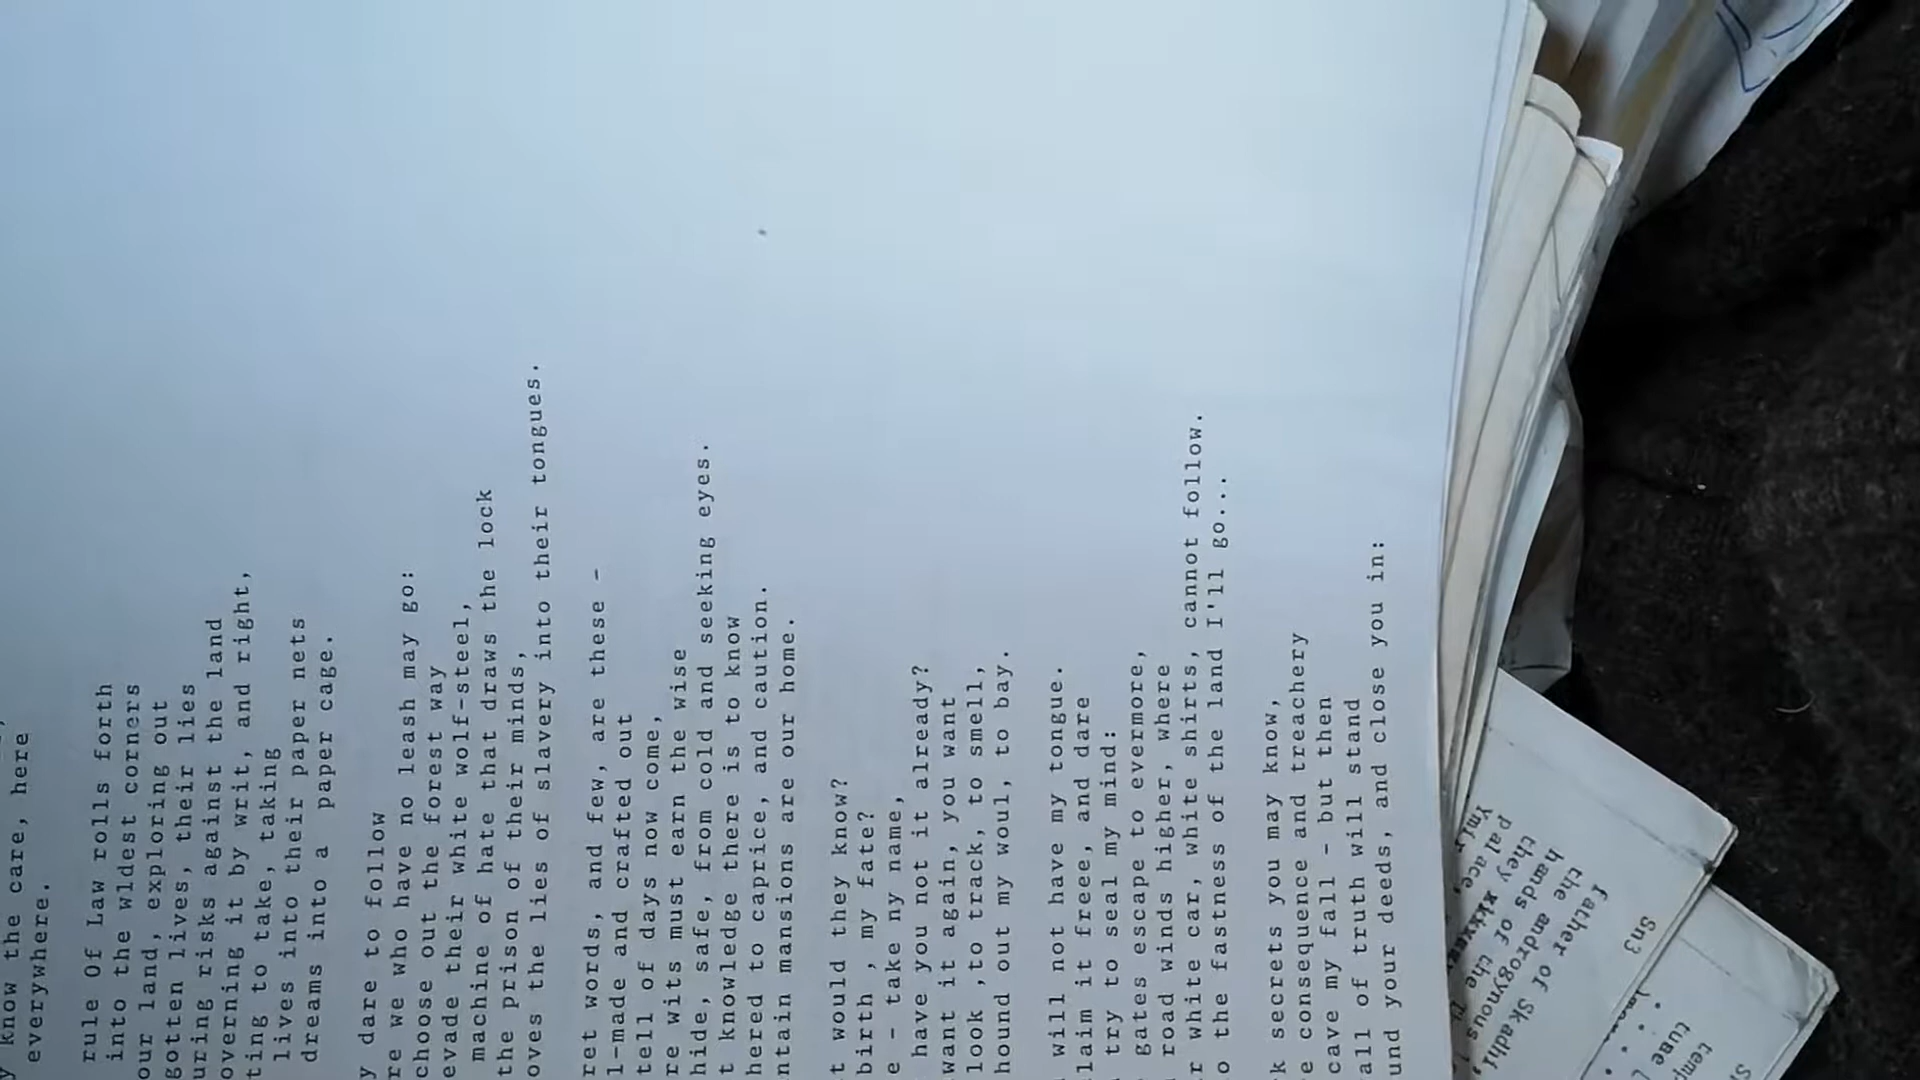 know the care, here
everywhere.
rule Of Law rolls forth
into the wldest corners
our land, exploring out
gotten lives, their lies
uring risks against the land
overning it by writ, and right,
ting to take, taking
lives into their paper nets
dreams into a paper cage.
y dare to follow
re we who have no leash may go:
choose out the forest way
evade their white wolf-steel,
machine of hate that draws the lock
the prison of their minds,
oves the lies of slavery into their tongues.
ret words, and few, are these -
l-made and crafted out
tell of days now come,
re wits must earn the wise
hide, safe, from cold and seeking eyes.
t knowledge there is to know
hered to caprice, and caution.
ntain mansions are our home.
t would they know?
birth , my fate?
e - take ny name,
have you not it already?
want it again, you want
look ,to track, to smell,
hound out my woul, to bay.
will not have my tongue.
laim it freee, and dare
try to seal my mind:
gates escape to evermore,
road winds higher, where
r white car, white shirts, cannot follow.
o the fastness of the land I'll go...
k secrets you may know,
e consequence and treachery
cave my fall - but then
all of truth will stand
und your deeds, and close you in:
Sn3
father of Skadhi,
the androgynous
hands of the
they
palace,
Ymir
temp
tube